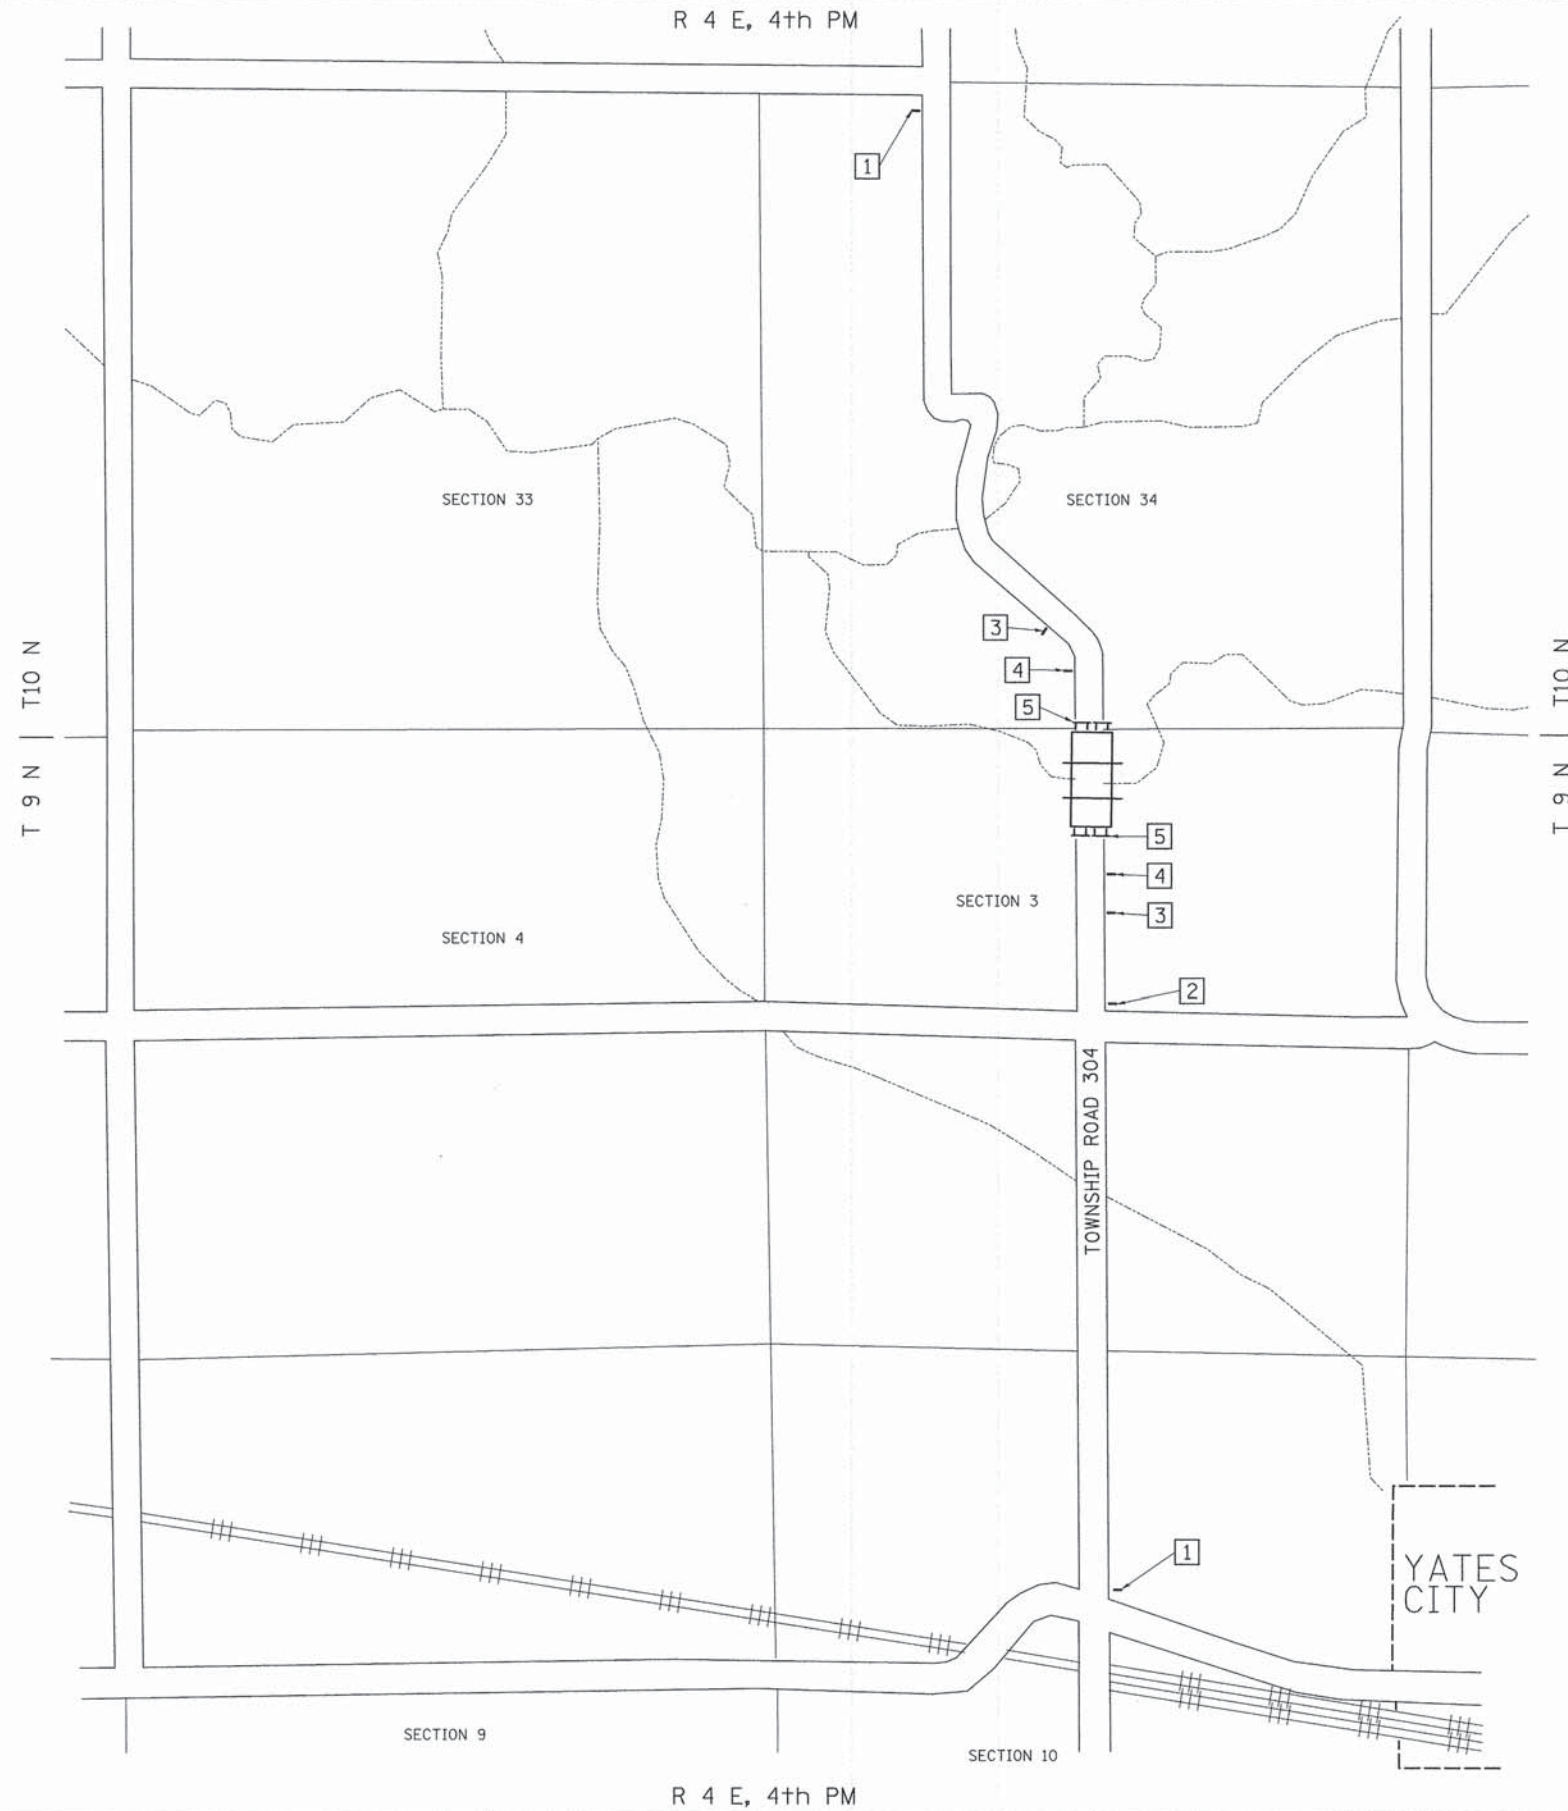 R 4 E, 4th PM
1
SECTION 33
SECTION 34
3
4
5
T10 N
T 9 N
T10 N
T 9 N
5
4
3
SECTION 3
SECTION 4
2
TOWNSHIP ROAD 304
1
YATES
CITY
SECTION 9
SECTION 10
R 4 E, 4th PM